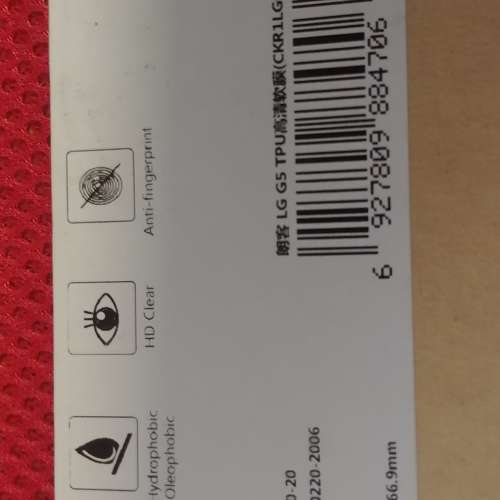 Anti-fingerprint
HD Clear
Hydrophobic
Oleophobic
朗客 LG G5 TPU高清软膜(CKR1LG
6 927809 884706
0-20
0220-2006
66.9mm